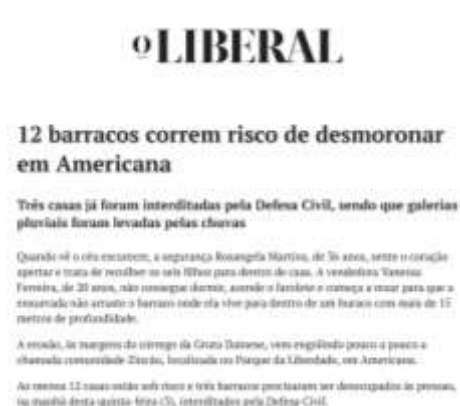 O LIBERAL
12 barracos correm risco de desmoronar
em Americana
Três casas já foram interditadas pela Defesa Civil, sendo que galerias
pluviais foram levadas pelas chuvas
Quando vê o céu escurecer, a segurança Rosangela Martins, de 36 anos, sente o coração
apertar e trata de recolher os seis filhos para dentro de casa. A vendedora Vanessa
Ferreira, de 20 anos, não consegue dormir, acende o farolete e começa a rezar para que a
enxurrada não arraste o barraco onde ela vive para dentro de um buraco com mais de 15
metros de profundidade.
A erosão, às margens do córrego da Gruta Dainese, vem engolindo pouco a pouco a
chamada comunidade Zincão, localizada no Parque da Liberdade, em Americana.
Ao menos 12 casas estão sob risco e três barracos precisaram ser desocupados às pressas,
na manhã desta quinta-feira (5), interditados pela Defesa Civil.